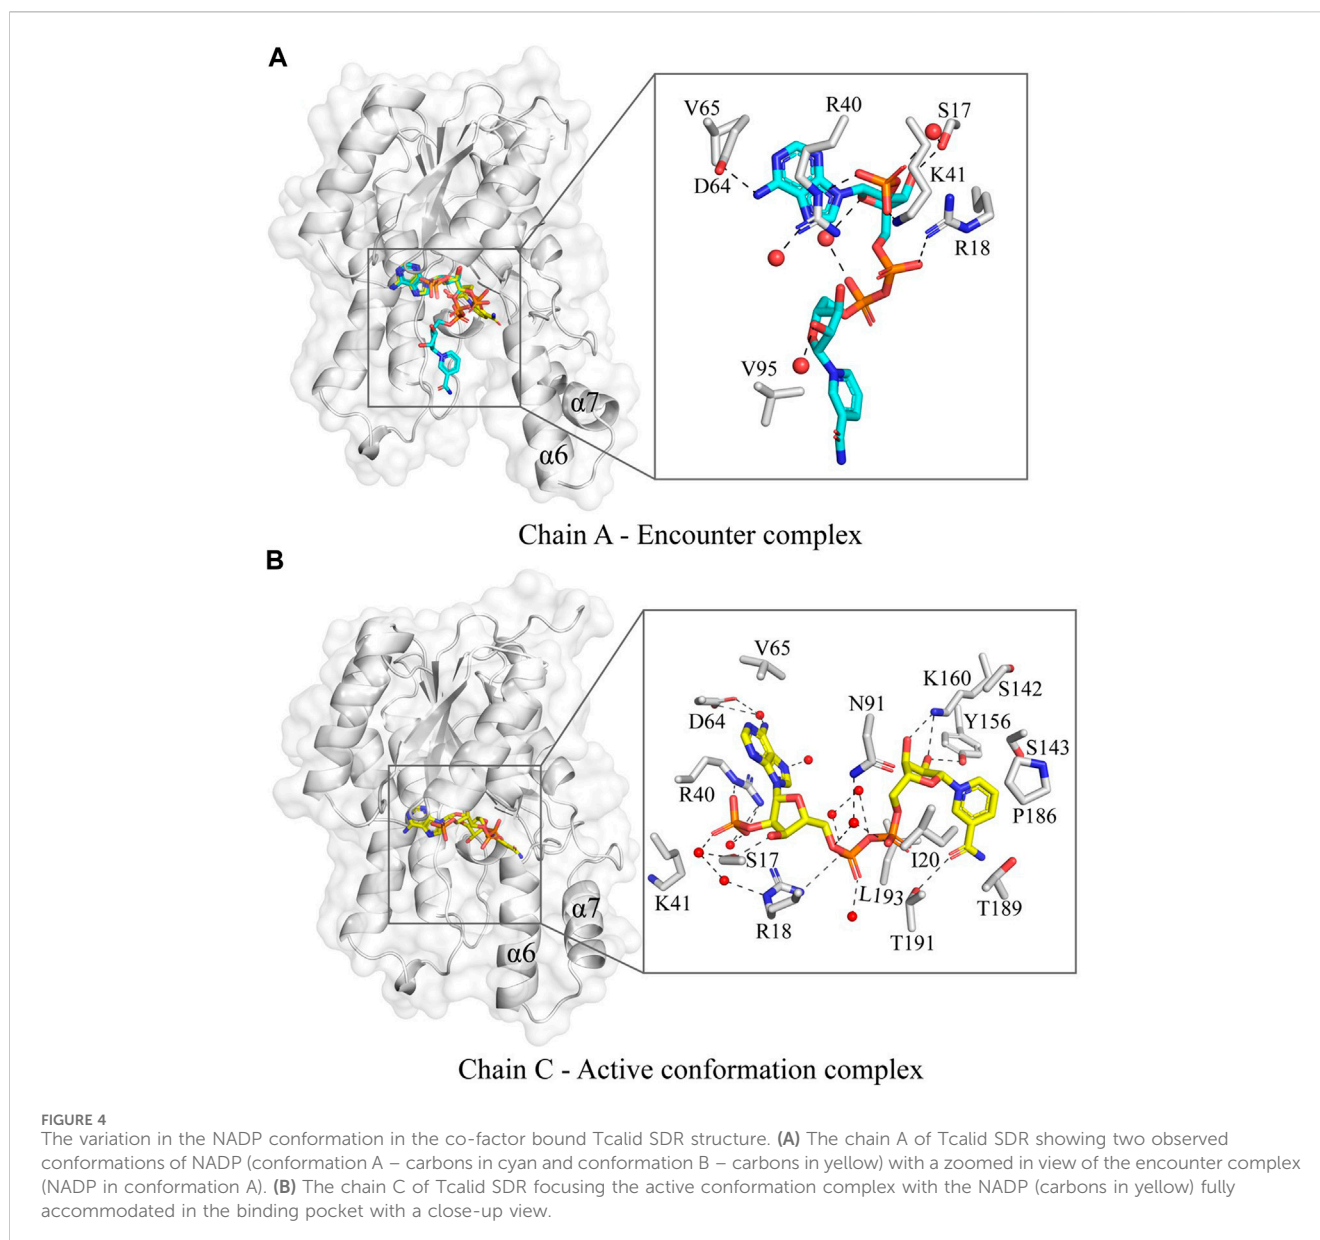 A
V65
R40
S17
D64
K41
R18
V95
α7
α6
Chain A - Encounter complex
B
V65
K160
S142
D64
N91
Y156
S143
R40
P186
S17
I20
K41
L193
T189
R18
T191
α7
α6
Chain C - Active conformation complex
FIGURE 4
The variation in the NADP conformation in the co-factor bound Tcalid SDR structure. (A) The chain A of Tcalid SDR showing two observed
conformations of NADP (conformation A – carbons in cyan and conformation B – carbons in yellow) with a zoomed in view of the encounter complex
(NADP in conformation A). (B) The chain C of Tcalid SDR focusing the active conformation complex with the NADP (carbons in yellow) fully
accommodated in the binding pocket with a close-up view.